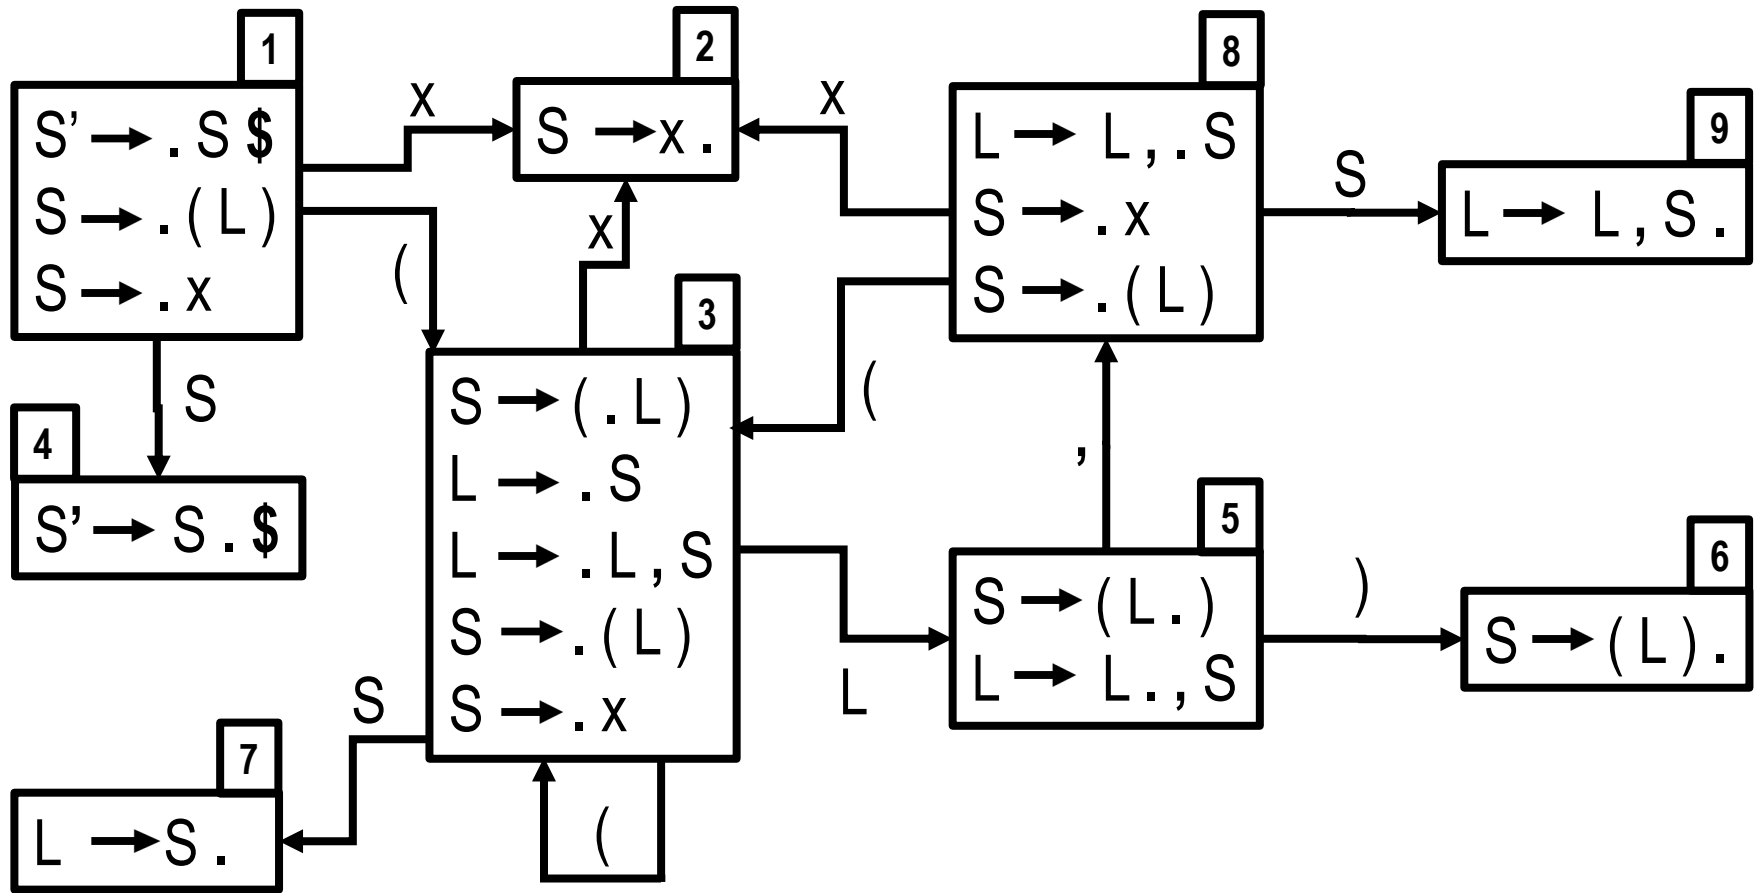 1
S’→.S$
S→.(L)
S→.x
x
(
S
2
S→x.
x
x
8
L→L,.S
S→.x
S→.(L)
S
9
L→L,S.
3
S→(.L)
L→.S
L→.L,S
S→.(L)
S→.x
(
,
4
S’→S.$
5
S→(L.)
L→L.,S
)
6
S→(L).
S
L
(
7
L→S.